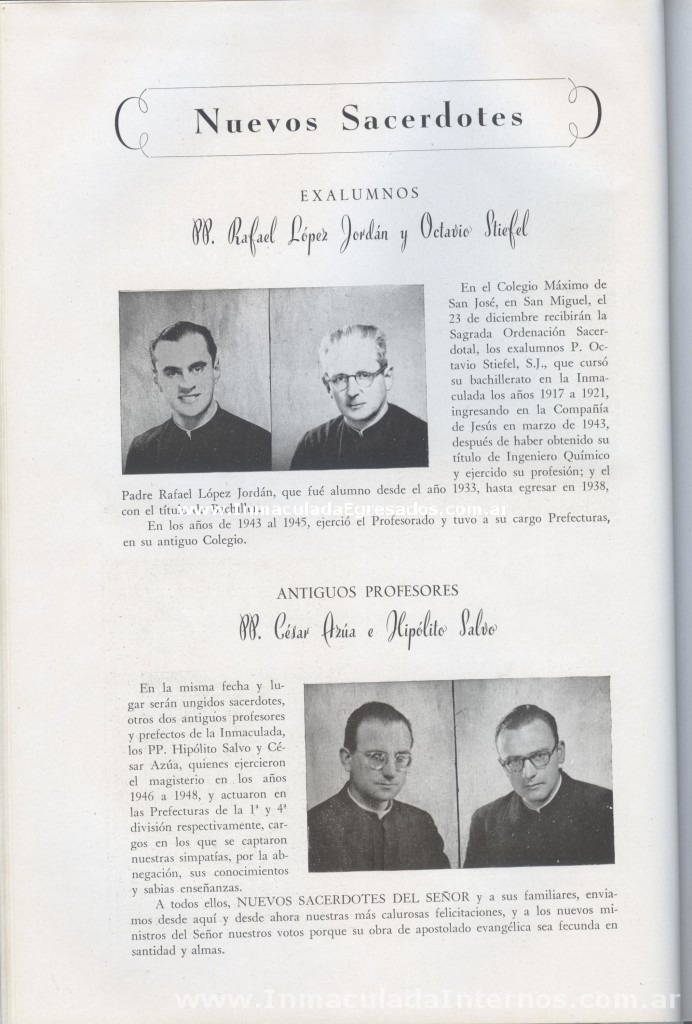 Nuevos Sacerdotes
EXALUMNOS
PP. Rafael López Jordán y Octavio Stiefel
En el Colegio Máximo de
San José, en San Miguel, el
23 de diciembre recibirán la
Sagrada Ordenación Sacer-
dotal, los exalumnos P. Oc-
tavio Stiefel, S.J., que cursó
su bachillerato en la Inma-
culada los años 1917 a 1921,
ingresando en la Compañía
de Jesús en marzo de 1943,
después de haber obtenido su
título de Ingeniero Químico
y ejercido su profesión; y el
Padre Rafael López Jordán, que fué alumno desde el año 1933, hasta egresar en 1938,
con el título de
www.InmaculadaEgresados.com.ar
En los años de 1943 al 1945, ejerció el Profesorado y tuvo a su cargo Prefecturas,
en su antiguo Colegio.
ANTIGUOS PROFESORES
PP. César Azúa e Hipólito Salvo
En la misma fecha y lu-
gar serán ungidos sacerdotes,
otros dos antiguos profesores
y prefectos de la Inmaculada,
los PP. Hipólito Salvo y Cé-
sar Azúa, quienes ejercieron
el magisterio en los años
1946 a 1948, y actuaron en
las Prefecturas de la 1ª y 4ª
división respectivamente, car-
gos en los que se captaron
nuestras simpatías, por la ab-
negación, sus conocimientos
y sabias enseñanzas.
A todos ellos, NUEVOS SACERDOTES DEL SEÑOR y a sus familiares, envia-
mos desde aquí y desde ahora nuestras más calurosas felicitaciones, y a los nuevos mi-
nistros del Señor nuestros votos porque su obra de apostolado evangélica sea fecunda en
santidad y almas.
www.InmaculadaInternos.com.ar